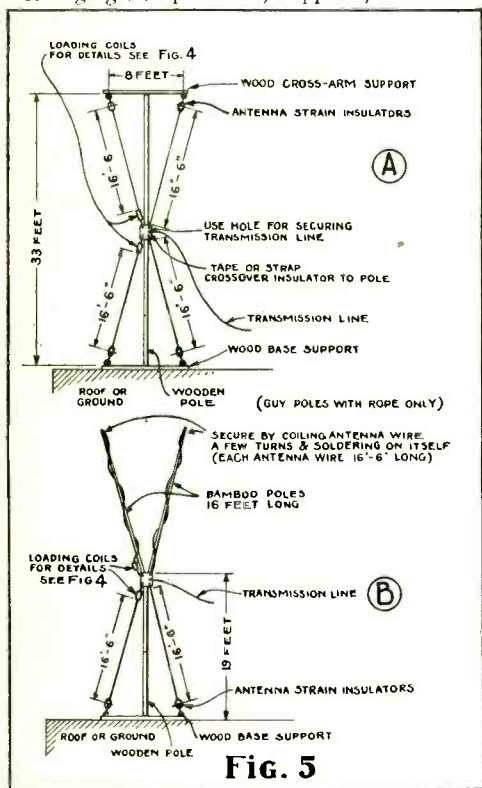 LOADING COILS
FOR DETAILS SEE FIG. 4
8 FEET
WOOD CROSS-ARM SUPPORT
ANTENNA STRAIN INSULATORS
A
16'-6
16'-6"
33 FEET
USE HOLE FOR SECURING
TRANSMISSION LINE
TAPE OR STRAP
CROSSOVER INSULATOR TO POLE
16'-6"
16'-6"
TRANSMISSION LINE
WOOD BASE SUPPORT
ROOF OR
GROUND
WOODEN
POLE
(GUY POLES WITH ROPE ONLY)
SECURE BY COILING ANTENNA WIRE
A FEW TURNS & SOLDERING ON ITSELF
(EACH ANTENNA WIRE 16'-6" LONG)
BAMBOO POLES
16 FEET LONG
LOADING COILS
FOR DETAILS
SEE FIG 4
TRANSMISSION LINE
B
16'-6"
16'-6"
19 FEET
ANTENNA STRAIN INSULATORS
ROOF OR GROUND
WOOD BASE SUPPORT
WOODEN POLE
FIG. 5